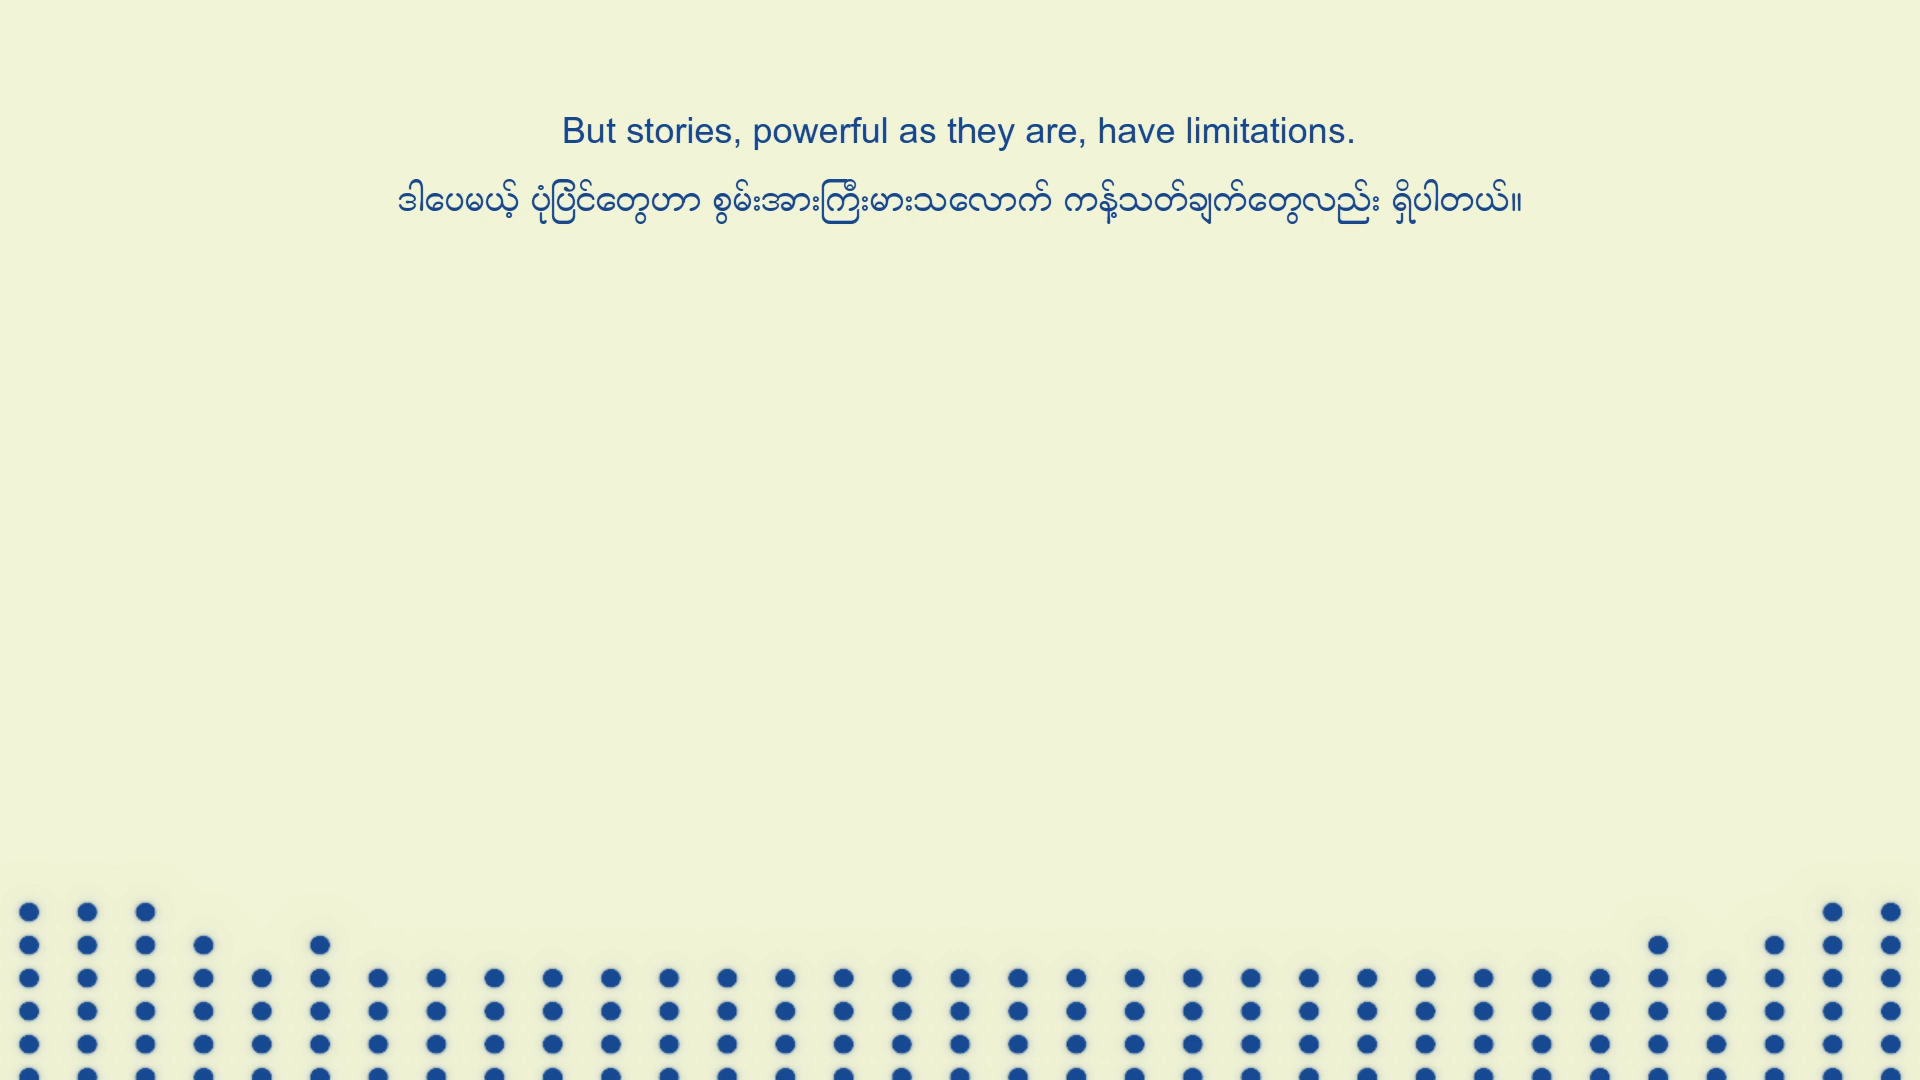 But stories, powerful as they are, have limitations.
ဒါပေမယ့် ပုံပြင်တွေဟာ စွမ်းအားကြီးမားသလောက် ကန့်သတ်ချက်တွေလည်း ရှိပါတယ်။